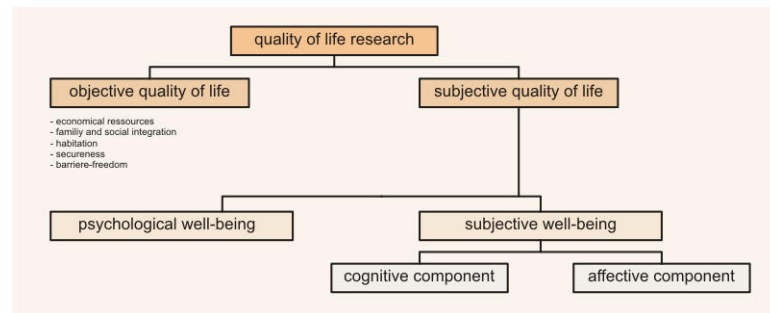 quality of life research
objective quality of life
subjective quality of life
- economical ressources
- familiy and social integration
- habitation
- secureness
- barriere-freedom
psychological well-being
subjective well-being
cognitive component
affective component